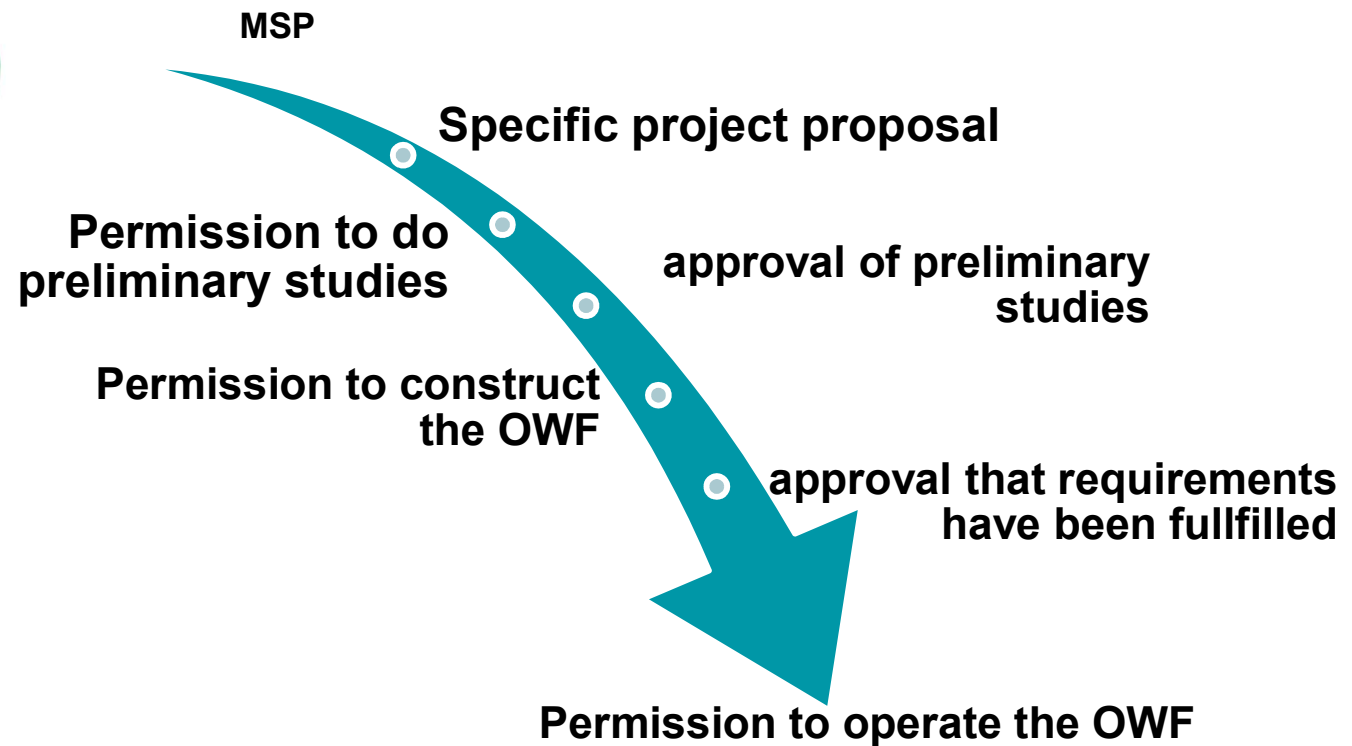 MSP
Specific project proposal
Permission to do
preliminary studies
approval of preliminary
studies
Permission to construct
the OWF
approval that requirements
have been fullfilled
Permission to operate the OWF